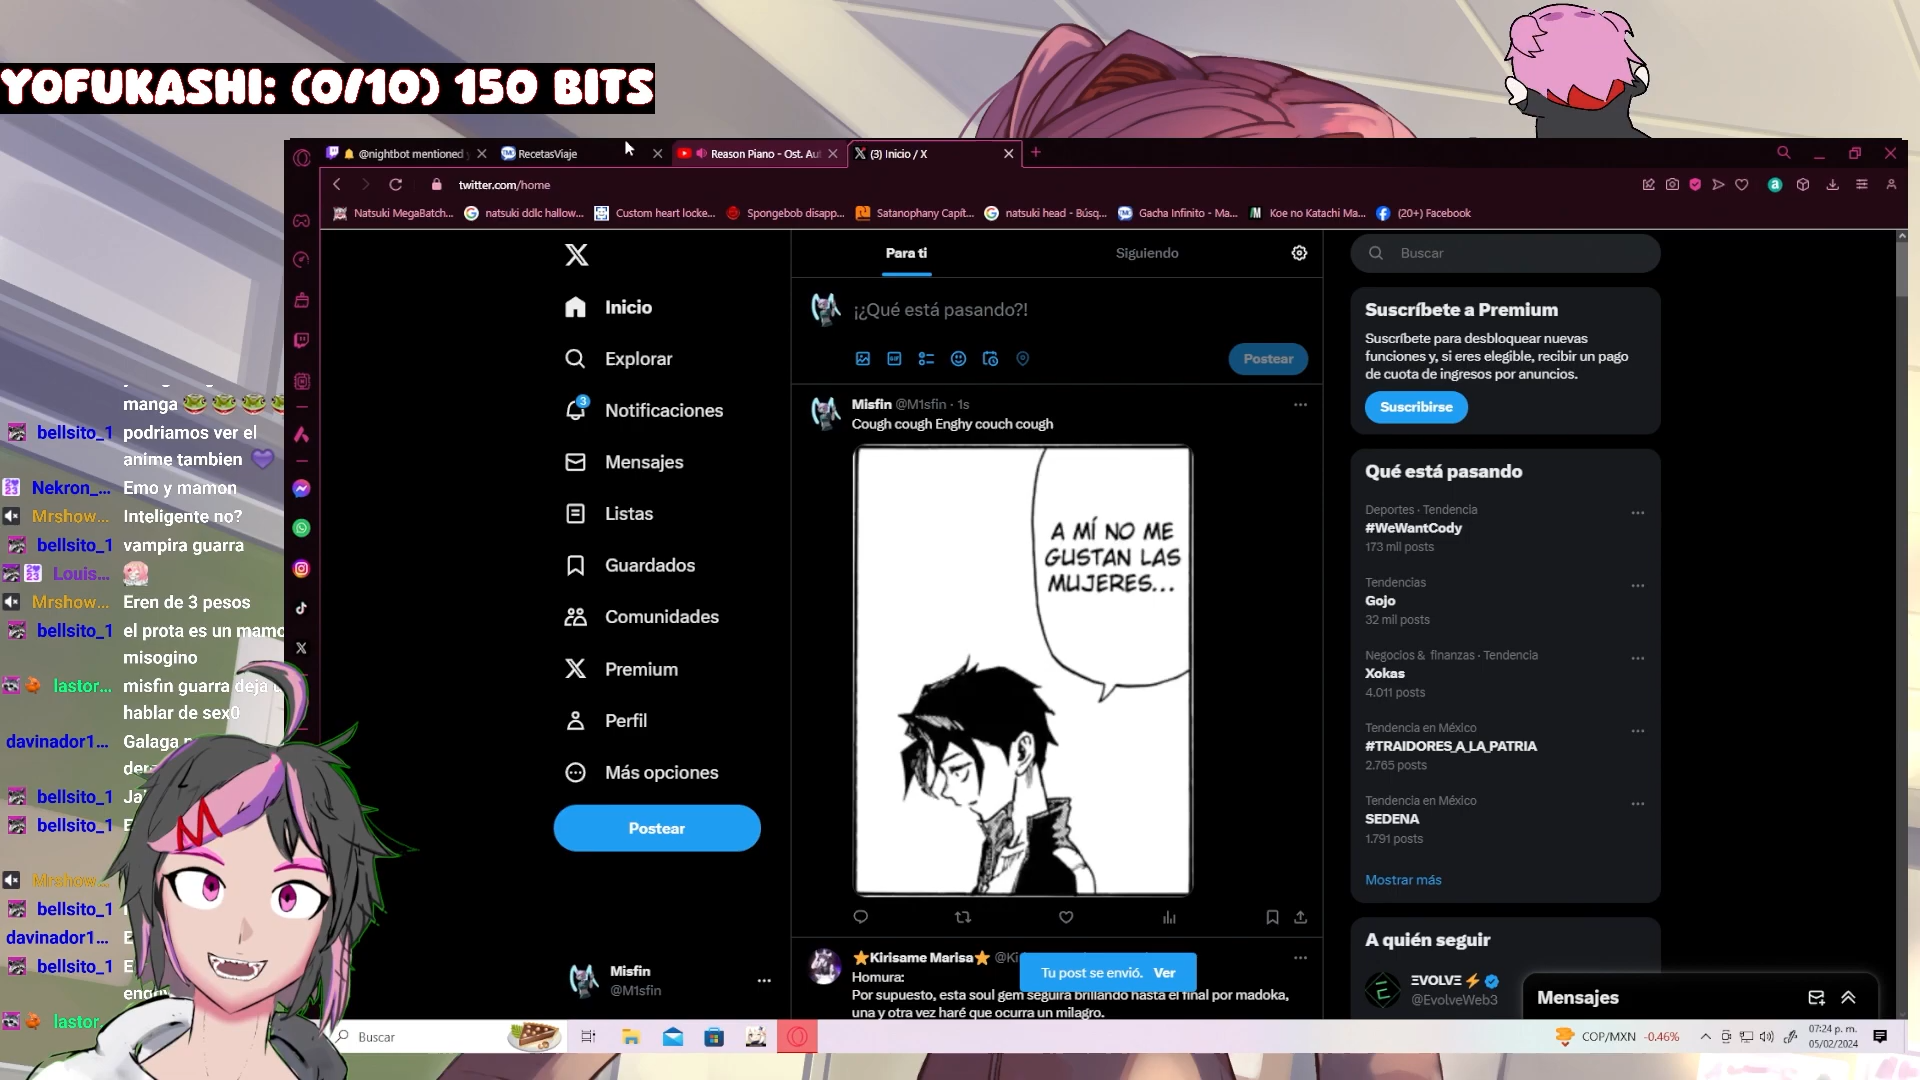 YOFUKASHI: (0/10) 150 BITS
@nightbot mentioned
RecetasViaje
Reason Piano - Ost. Au
(3) Inicio / X
twitter.com/home
Natsuki MegaBatch...
natsuki ddlc hallow...
Custom heart locke...
Spongebob disapp...
Satanophany Capít...
natsuki head - Búsq...
Gacha Infinito - Ma...
Koe no Katachi Ma...
(20+) Facebook
manga
bellsito_1 podriamos ver el
anime tambien
Nekron_... Emo y mamon
Mrshow... Inteligente no?
bellsito_1 vampira guarra
Louis...
Mrshow... Eren de 3 pesos
bellsito_1 el prota es un mamo
misogino
lastor... misfin guarra deja
hablar de sex0
davinador1... Galaga
der
bellsito_1 Ja
bellsito_1 E
Mrshow...
bellsito_1
davinador1... E
bellsito_1 E
lastor
M
Inicio
Explorar
3
Notificaciones
Mensajes
Listas
Guardados
Comunidades
Premium
Perfil
Más opciones
Postear
Misfin
@M1sfin
Para ti
Siguiendo
¡¿Qué está pasando?!
GIF
Postear
Misfin @M1sfin · 1s
Cough cough Enghy couch cough
A MÍ NO ME
GUSTAN LAS
MUJERES...
Kirisame Marisa @Ki
Homura:
Por supuesto, esta soul gem seguirá brillando hasta el final por madoka,
una y otra vez haré que ocurra un milagro.
Tu post se envió. Ver
Buscar
Suscríbete a Premium
Suscríbete para desbloquear nuevas
funciones y, si eres elegible, recibir un pago
de cuota de ingresos por anuncios.
Suscribirse
Qué está pasando
Deportes · Tendencia
#WeWantCody
173 mil posts
Tendencias
Gojo
32 mil posts
Negocios & finanzas · Tendencia
Xokas
4.011 posts
Tendencia en México
#TRAIDORES_A_LA_PATRIA
2.765 posts
Tendencia en México
SEDENA
1.791 posts
Mostrar más
A quién seguir
ΞVOLVΞ
@EvolveWeb3
Mensajes
Buscar
COP/MXN -0.46%
07:24 p. m.
05/02/2024